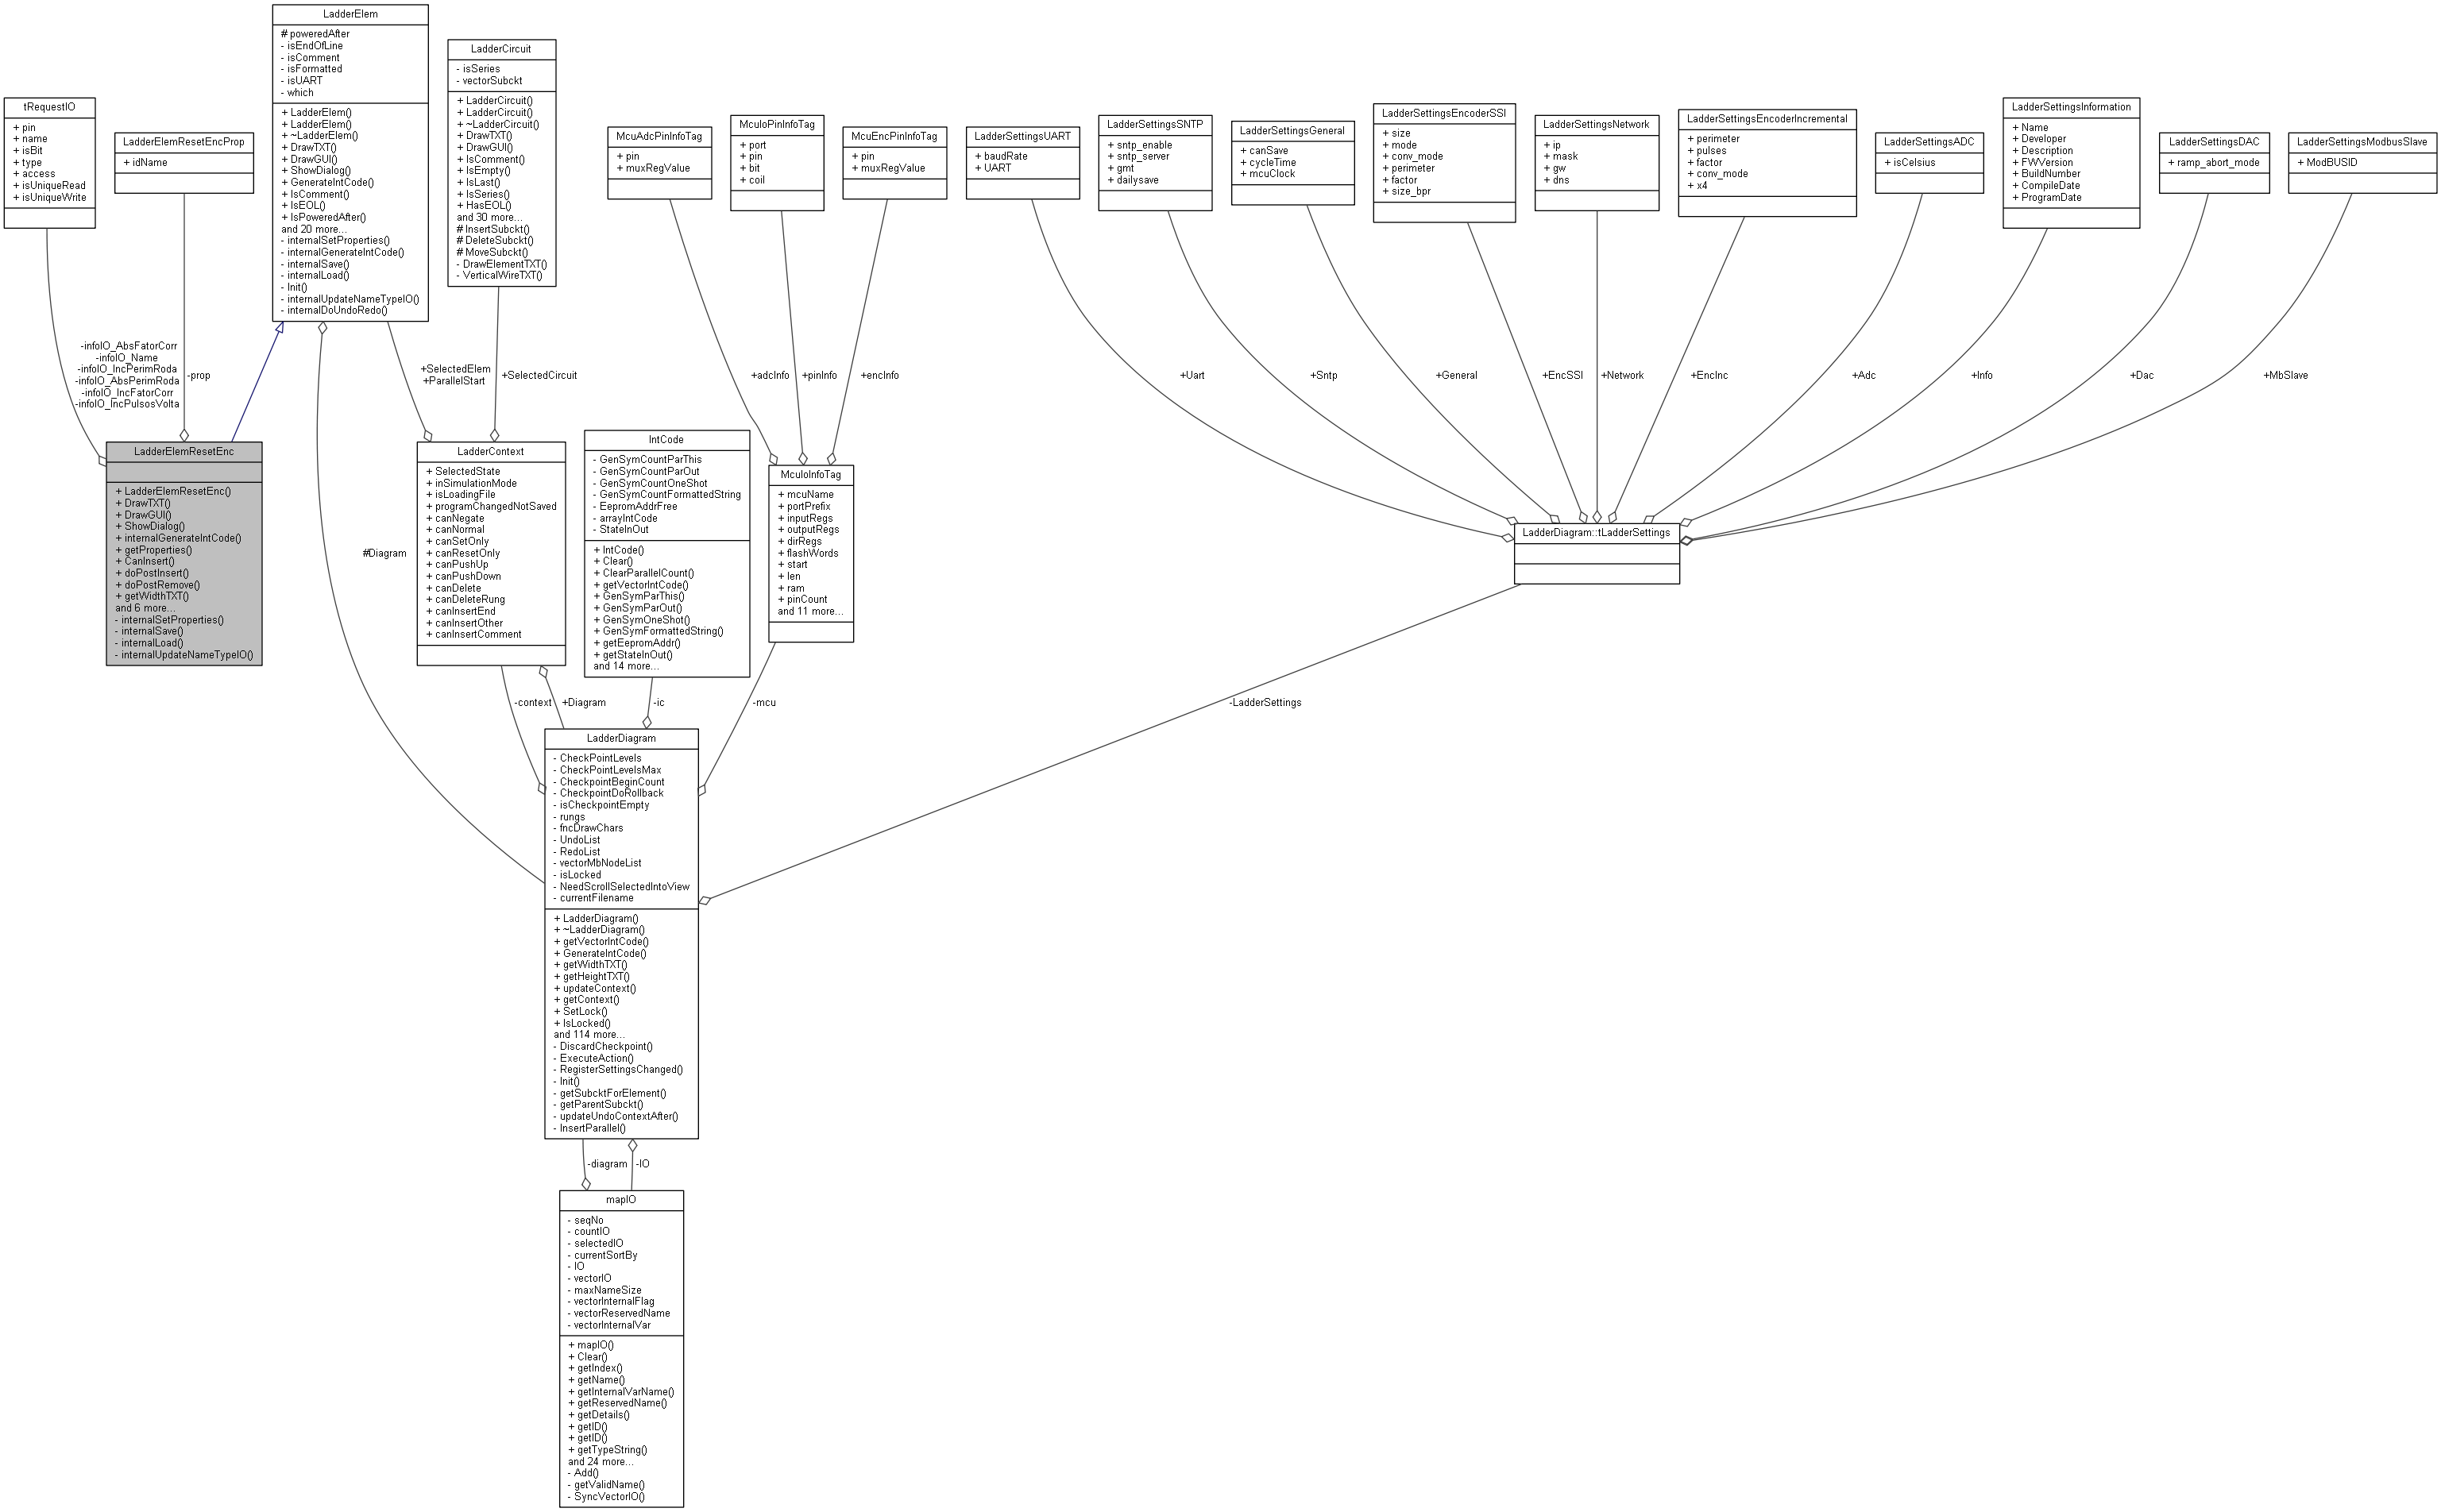 LadderElem
# poweredAfter
- isEndOfLine
- isComment
- isFormatted
- isUART
- which
+ LadderElem()
+ LadderElem()
+ ~LadderElem()
+ DrawTXT()
+ DrawGUI()
+ ShowDialog()
+ GenerateIntCode()
+ IsComment()
+ IsEOL()
+ IsPoweredAfter()
and 20 more...
- internalSetProperties()
- internalGenerateIntCode()
- internalSave()
- internalLoad()
- Init()
- internalUpdateNameTypeIO()
- internalDoUndoRedo()
LadderCircuit
- isSeries
- vectorSubckt
+ LadderCircuit()
+ LadderCircuit()
+ ~LadderCircuit()
+ DrawTXT()
+ DrawGUI()
+ IsComment()
+ IsEmpty()
+ IsLast()
+ IsSeries()
+ HasEOL()
and 30 more...
# InsertSubckt()
# DeleteSubckt()
# MoveSubckt()
- DrawElementTXT()
- VerticalWireTXT()
tRequestIO
+ pin
+ name
+ isBit
+ type
+ access
+ isUniqueRead
+ isUniqueWrite
LadderElemResetEncProp
+ idName
McuAdcPinInfoTag
+ pin
+ muxRegValue
McuIoPinInfoTag
+ port
+ pin
+ bit
+ coil
McuEncPinInfoTag
+ pin
+ muxRegValue
LadderSettingsUART
+ baudRate
+ UART
LadderSettingsSNTP
+ sntp_enable
+ sntp_server
+ gmt
+ dailysave
LadderSettingsGeneral
+ canSave
+ cycleTime
+ mcuClock
LadderSettingsEncoderSSI
+ size
+ mode
+ conv_mode
+ perimeter
+ factor
+ size_bpr
LadderSettingsNetwork
+ ip
+ mask
+ gw
+ dns
LadderSettingsEncoderIncremental
+ perimeter
+ pulses
+ factor
+ conv_mode
+ x4
LadderSettingsADC
+ isCelsius
LadderSettingsInformation
+ Name
+ Developer
+ Description
+ FWVersion
+ BuildNumber
+ CompileDate
+ ProgramDate
LadderSettingsDAC
+ ramp_abort_mode
LadderSettingsModbusSlave
+ ModBUSID
-infoIO_AbsFatorCorr
-infoIO_Name
-infoIO_IncPerimRoda
-infoIO_AbsPerimRoda
-infoIO_IncFatorCorr
-infoIO_IncPulsosVolta
-prop
+SelectedElem
+ParallelStart
+SelectedCircuit
+adcInfo
+pinInfo
+encInfo
+Uart
+Sntp
+General
+EncSSI
+Network
+EncInc
+Adc
+Info
+Dac
+MbSlave
LadderElemResetEnc
+ LadderElemResetEnc()
+ DrawTXT()
+ DrawGUI()
+ ShowDialog()
+ internalGenerateIntCode()
+ getProperties()
+ CanInsert()
+ doPostInsert()
+ doPostRemove()
+ getWidthTXT()
and 6 more...
- internalSetProperties()
- internalSave()
- internalLoad()
- internalUpdateNameTypeIO()
#Diagram
LadderContext
+ SelectedState
+ inSimulationMode
+ isLoadingFile
+ programChangedNotSaved
+ canNegate
+ canNormal
+ canSetOnly
+ canResetOnly
+ canPushUp
+ canPushDown
+ canDelete
+ canDeleteRung
+ canInsertEnd
+ canInsertOther
+ canInsertComment
IntCode
- GenSymCountParThis
- GenSymCountParOut
- GenSymCountOneShot
- GenSymCountFormattedString
- EepromAddrFree
- arrayIntCode
- StateInOut
+ IntCode()
+ Clear()
+ ClearParallelCount()
+ getVectorIntCode()
+ GenSymParThis()
+ GenSymParOut()
+ GenSymOneShot()
+ GenSymFormattedString()
+ getEepromAddr()
+ getStateInOut()
and 14 more...
McuIoInfoTag
+ mcuName
+ portPrefix
+ inputRegs
+ outputRegs
+ dirRegs
+ flashWords
+ start
+ len
+ ram
+ pinCount
and 11 more...
LadderDiagram::tLadderSettings
-context
+Diagram
-ic
-mcu
-LadderSettings
LadderDiagram
- CheckPointLevels
- CheckPointLevelsMax
- CheckpointBeginCount
- CheckpointDoRollback
- isCheckpointEmpty
- rungs
- fncDrawChars
- UndoList
- RedoList
- vectorMbNodeList
- isLocked
- NeedScrollSelectedIntoView
- currentFilename
+ LadderDiagram()
+ ~LadderDiagram()
+ getVectorIntCode()
+ GenerateIntCode()
+ getWidthTXT()
+ getHeightTXT()
+ updateContext()
+ getContext()
+ SetLock()
+ IsLocked()
and 114 more...
- DiscardCheckpoint()
- ExecuteAction()
- RegisterSettingsChanged()
- Init()
- getSubcktForElement()
- getParentSubckt()
- updateUndoContextAfter()
- InsertParallel()
-diagram
-IO
mapIO
- seqNo
- countIO
- selectedIO
- currentSortBy
- IO
- vectorIO
- maxNameSize
- vectorInternalFlag
- vectorReservedName
- vectorInternalVar
+ mapIO()
+ Clear()
+ getIndex()
+ getName()
+ getInternalVarName()
+ getReservedName()
+ getDetails()
+ getID()
+ getID()
+ getTypeString()
and 24 more...
- Add()
- getValidName()
- SyncVectorIO()